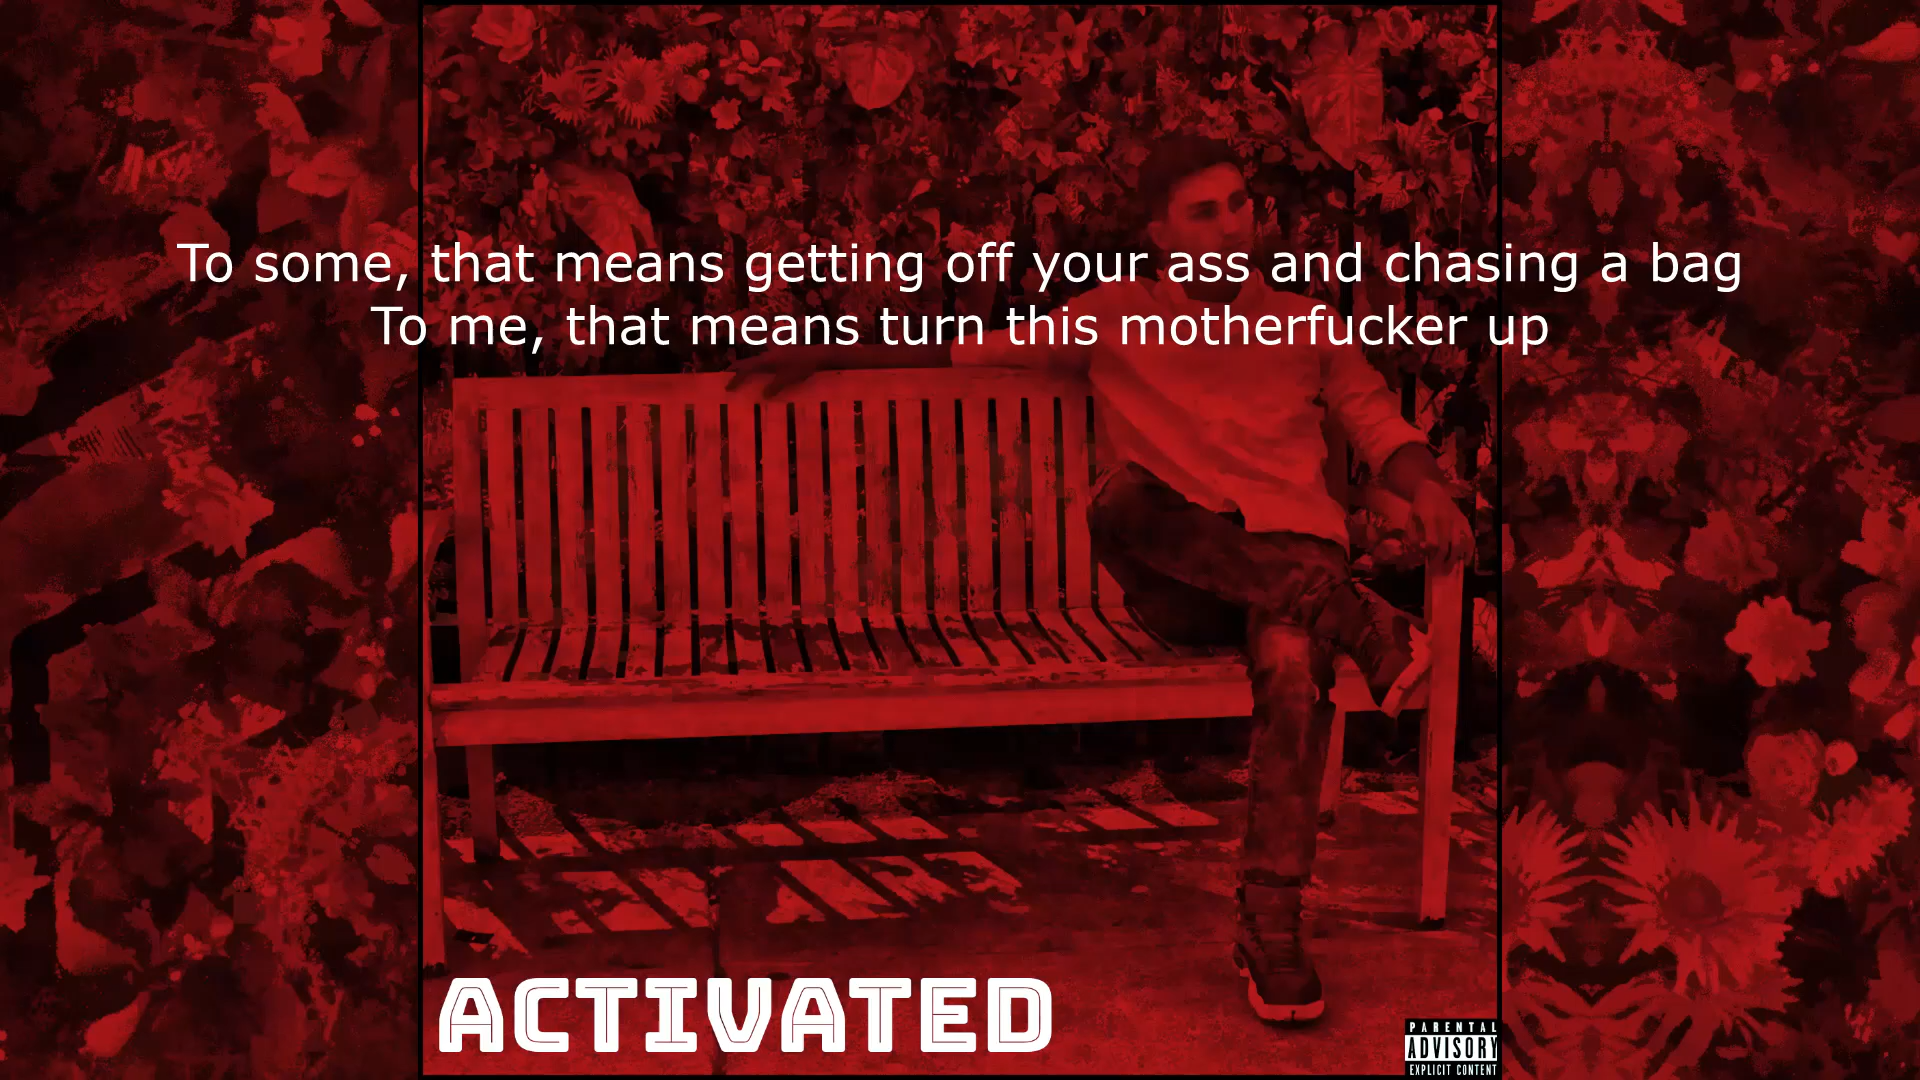 To some, that means getting off your ass and chasing a bag
To me, that means turn this motherfucker up
ACTIVATED
PARENTAL
ADVISORY
EXPLICIT CONTENT